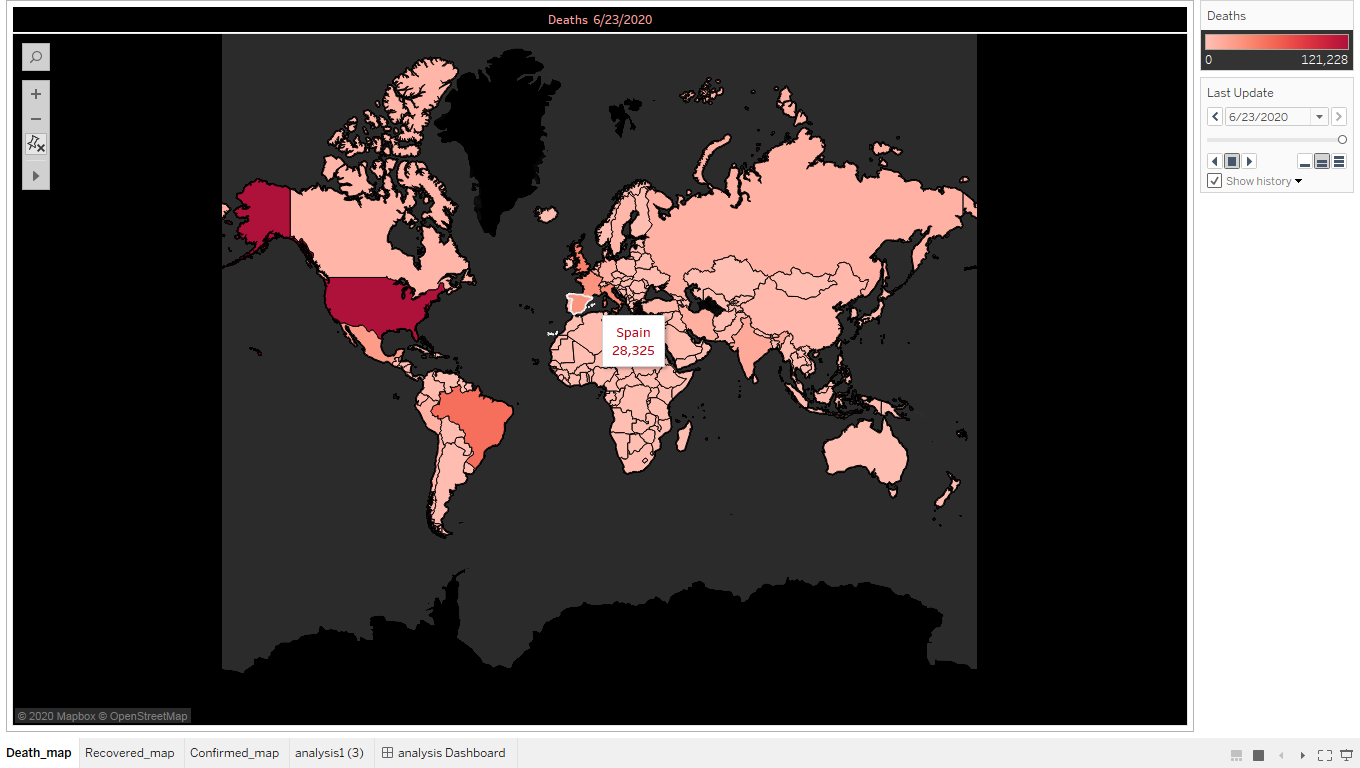 Deaths 6/23/2020
Deaths
0 121,228
Last Update
6/23/2020
Show history
Spain
28,325
© 2020 Mapbox © OpenStreetMap
Death_map Recovered_map Confirmed_map analysis1 (3) analysis Dashboard